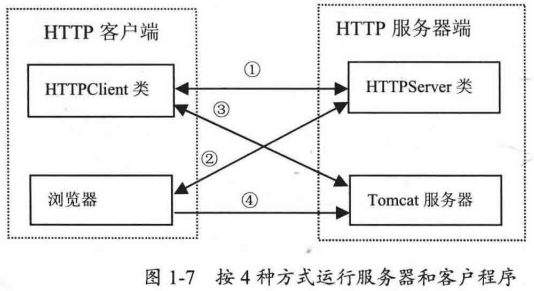 HTTP 客户端
HTTP 服务器端
HTTPClient 类
①
HTTPServer 类
③
②
浏览器
④
Tomcat 服务器
图 1-7 按 4 种方式运行服务器和客户程序